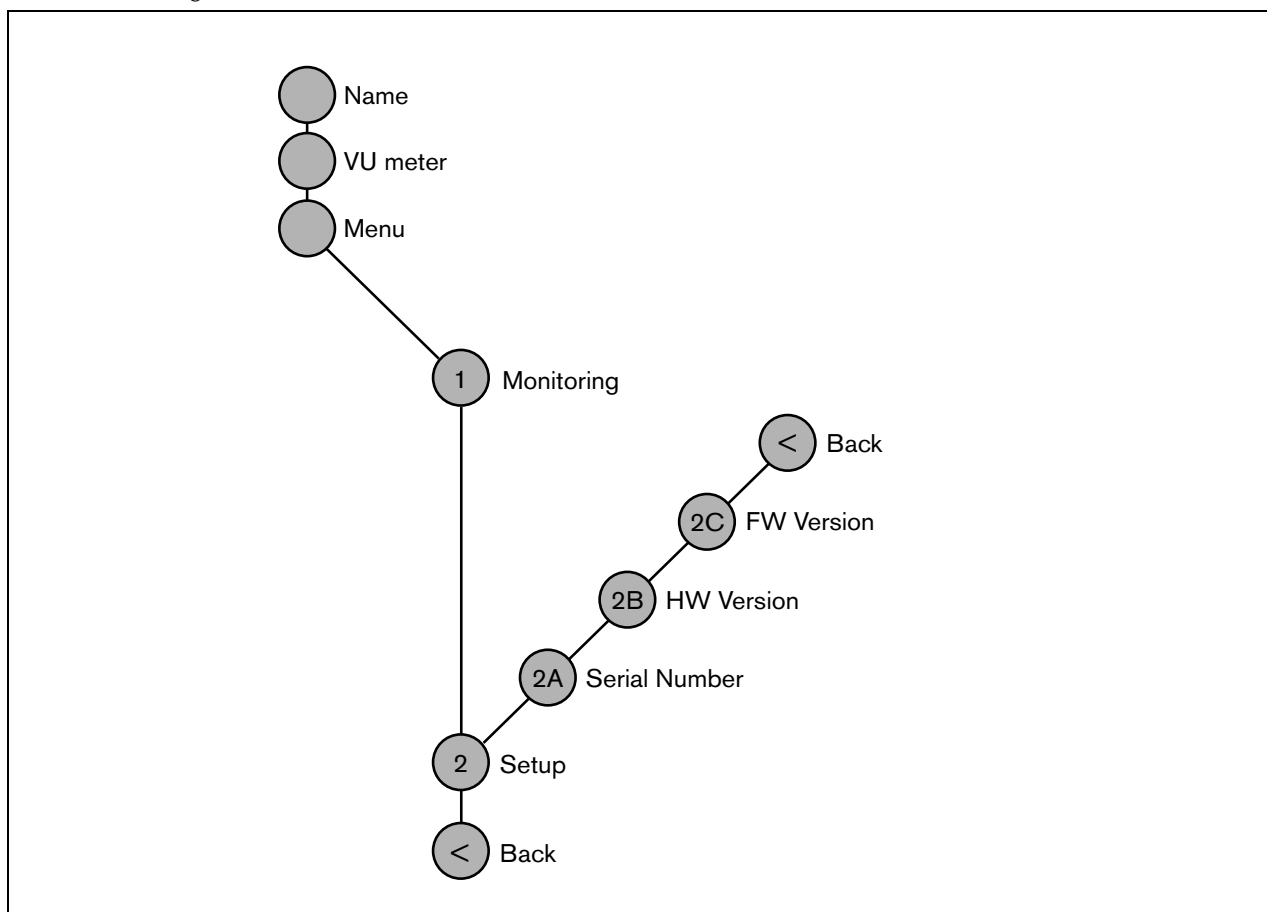 Name
VU meter
Menu
1 Monitoring
< Back
2C FW Version
2B HW Version
2A Serial Number
2 Setup
< Back